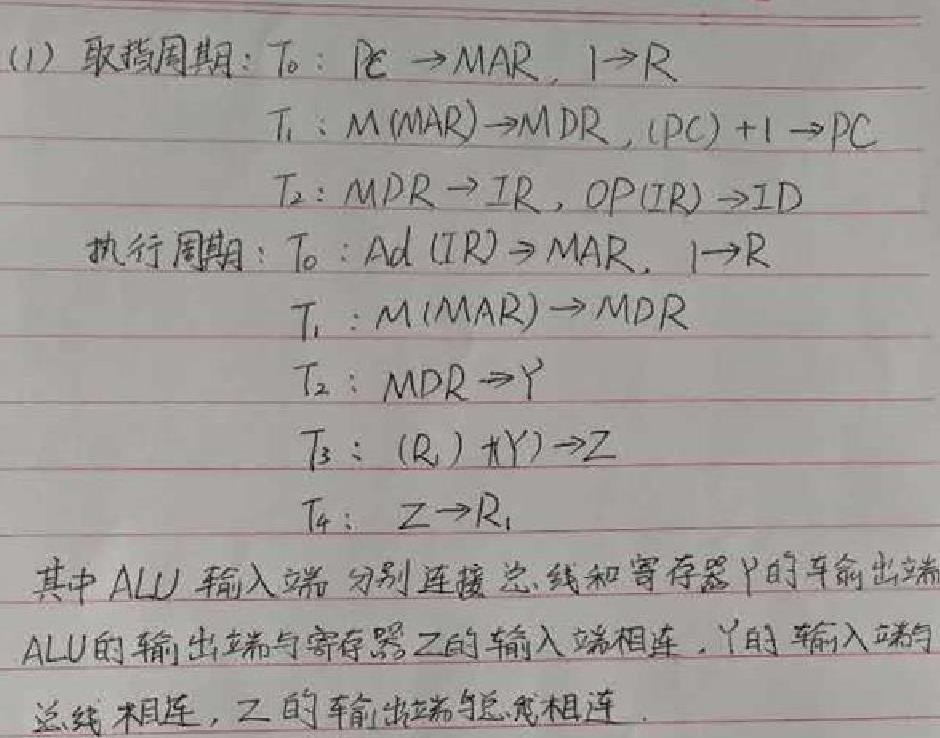 (1) 取指周期: T₀: PC → MAR, 1→R
T₁: M(MAR)→MDR, (PC)+1→PC
T₂: MDR→IR, OP(IR)→ID
执行周期: T₀: Ad(IR)→MAR, 1→R
T₁: M(MAR)→MDR
T₂: MDR→Y
T₃: (R₁)+(Y)→Z
T₄: Z→R₁
其中ALU输入端分别连接总线和寄存器Y的输出端
ALU的输出端与寄存器Z的输入端相连,Y的输入端与
总线相连,Z的输出端与总线相连.